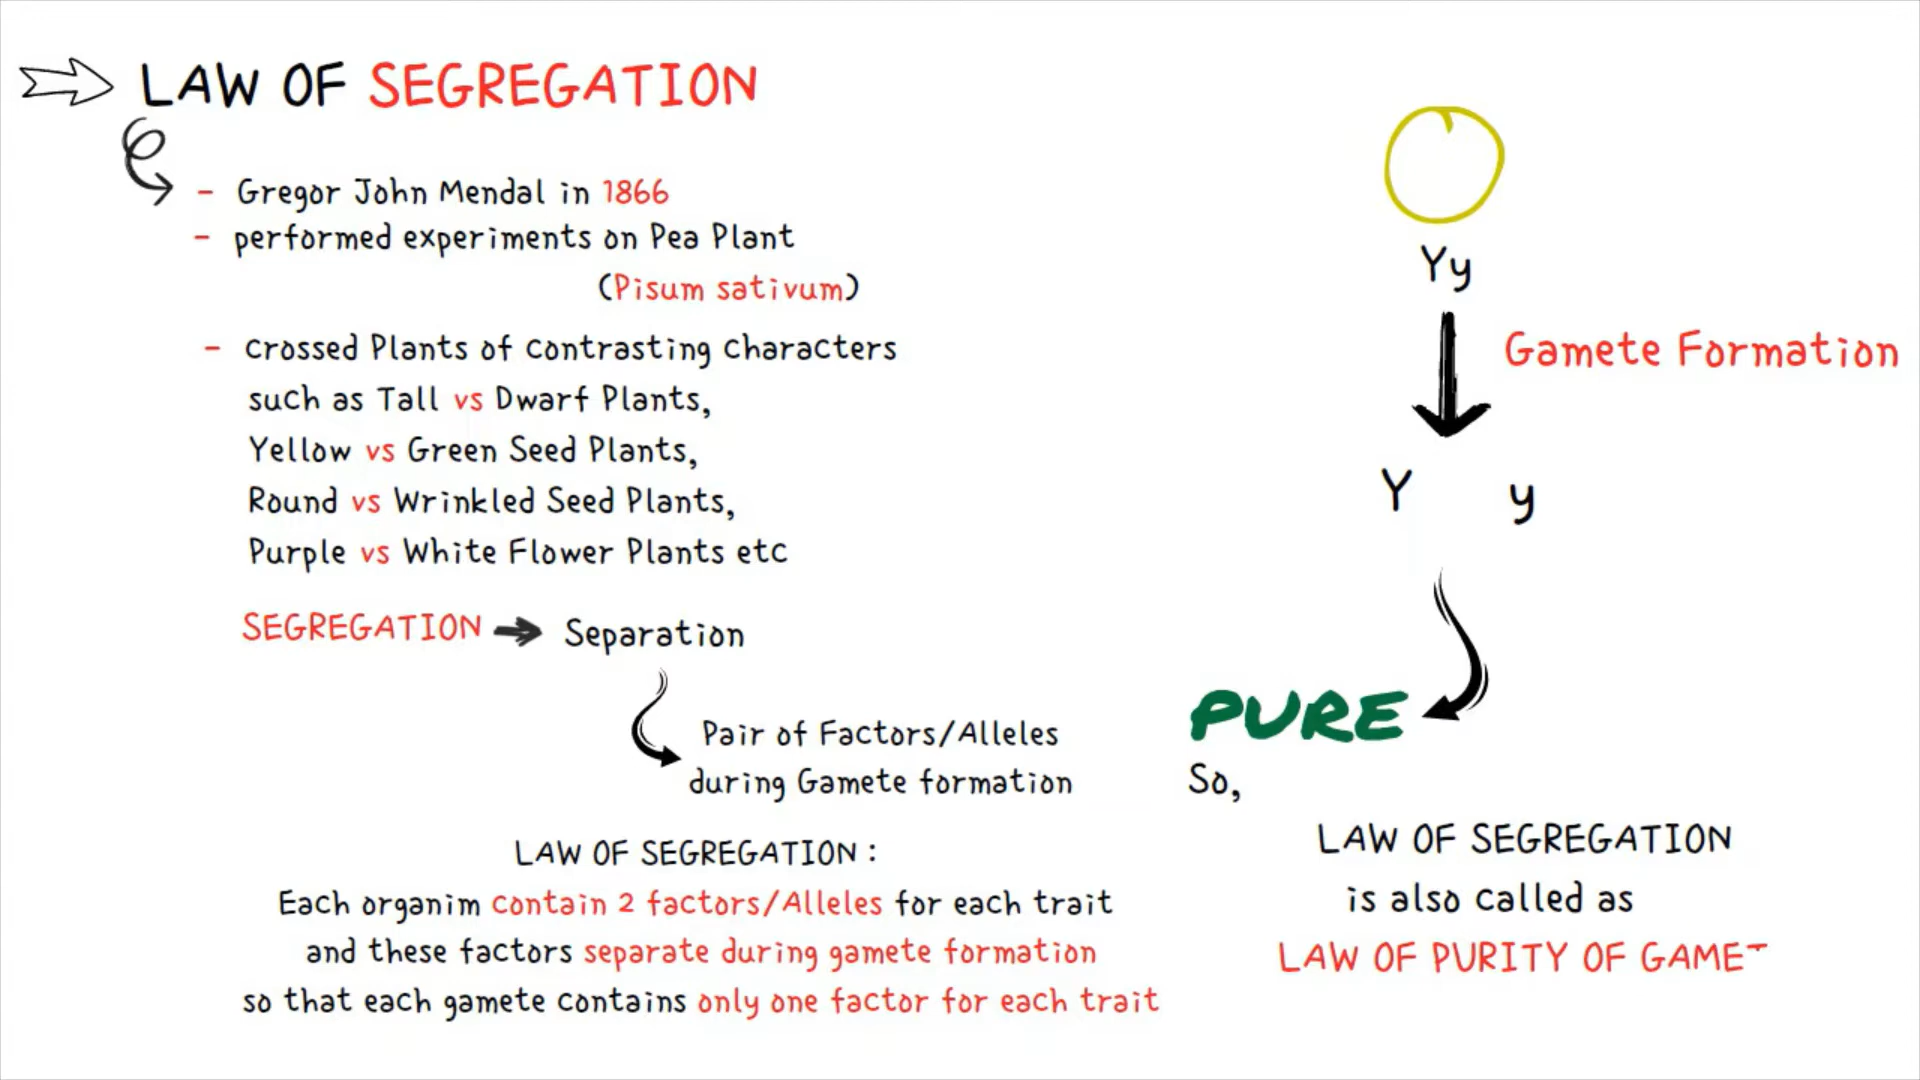 LAW OF SEGREGATION
- Gregor John Mendal in 1866
- performed experiments on Pea Plant
(Pisum sativum)
- crossed Plants of contrasting characters
such as Tall vs Dwarf Plants,
Yellow vs Green Seed Plants,
Round vs Wrinkled Seed Plants,
Purple vs White Flower Plants etc
SEGREGATION Separation
Pair of Factors/Alleles
during Gamete formation
LAW OF SEGREGATION :
Each organim contain 2 factors/Alleles for each trait
and these factors separate during gamete formation
so that each gamete contains only one factor for each trait
Yy
Gamete Formation
Y y
PURE
So,
LAW OF SEGREGATION
is also called as
LAW OF PURITY OF GAME